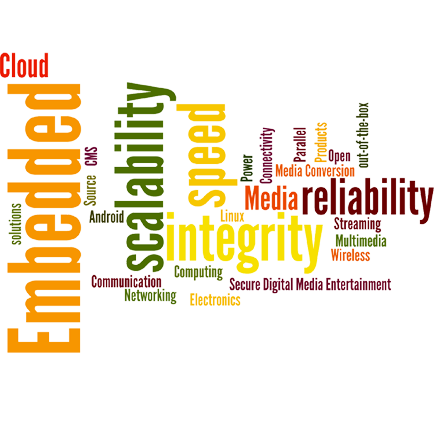 Cloud
Embedded
solutions
Source
CMS
Android
scalability
speed
integrity
Linux
Power
Connectivity
Parallel
Products
Open
out-of-the-box
Media Conversion
Media
reliability
Streaming
Multimedia
Wireless
Communication
Networking
Computing
Electronics
Secure Digital Media Entertainment